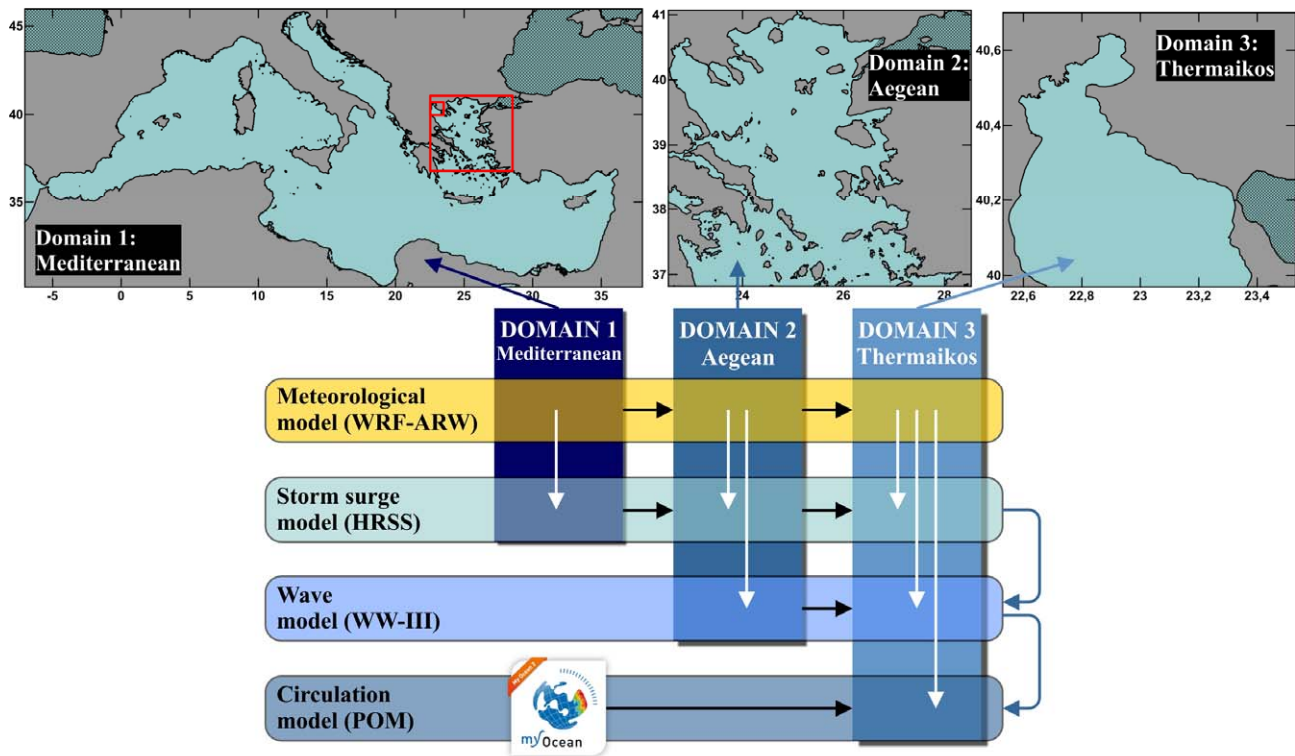 45
40
35
-5
0
5
10
15
20
25
30
35
Domain 1:
Mediterranean
41
40
39
38
37
24
26
28
Domain 2:
Aegean
40,6
40,4
40,2
40
22,6
22,8
23
23,2
23,4
Domain 3:
Thermaikos
DOMAIN 1
Mediterranean
DOMAIN 2
Aegean
DOMAIN 3
Thermaikos
Meteorological
model (WRF-ARW)
Storm surge
model (HRSS)
Wave
model (WW-III)
Circulation
model (POM)
my Ocean